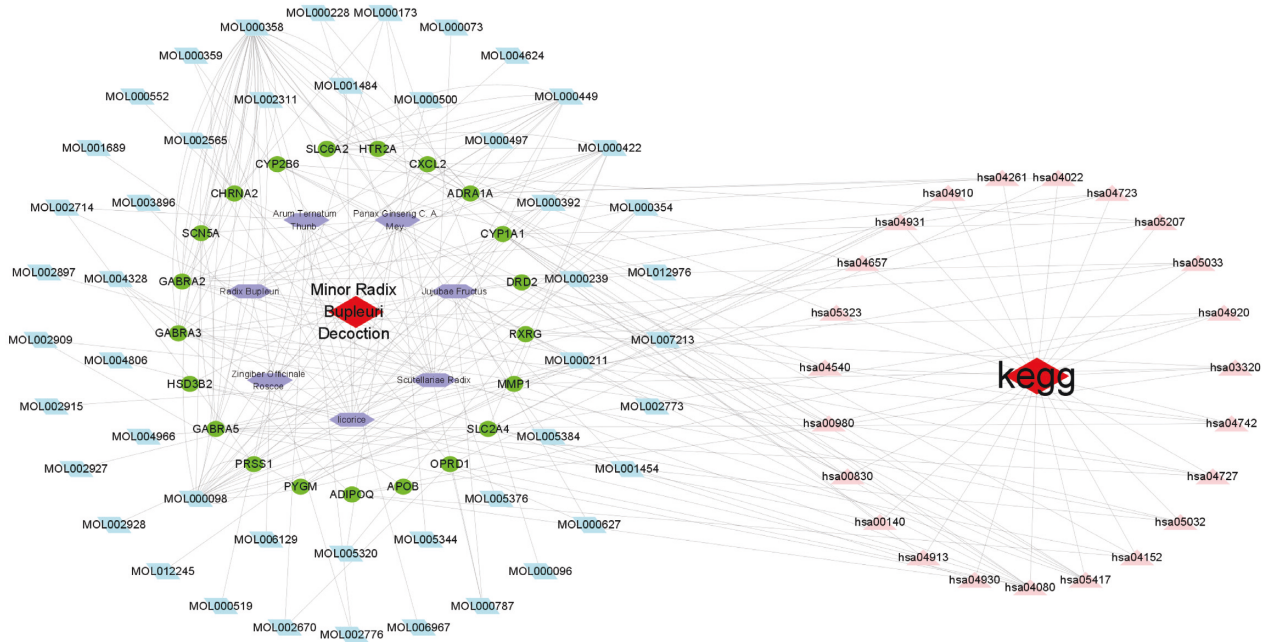 MOL000228
MOL000173
MOL000358
MOL000073
MOL000359
MOL004624
MOL001484
MOL000552
MOL002311
MOL000500
MOL000449
MOL001689
MOL002565
MOL000497
MOL000422
SLC6A2
HTR2A
CYP2B6
CXCL2
hsa04261
hsa04022
CHRNA2
ADRA1A
hsa04910
hsa04723
MOL002714
MOL003896
MOL000392
MOL000354
Arum Ternatum
Thunb.
Panax Ginseng C. A.
Mey.
hsa04931
hsa05207
SCN5A
CYP1A1
hsa04657
hsa05033
MOL002897
MOL004328
GABRA2
DRD2
MOL000239
MOL012976
Radix Bupleuri
Jujubae Fructus
Minor Radix
Bupleuri
Decoction
hsa05323
hsa04920
GABRA3
RXRG
MOL002909
MOL004806
MOL000211
MOL007213
hsa04540
hsa03320
kegg
HSD3B2
Zingiber Officinale
Roscoe
Scutellariae Radix
MMP1
MOL002915
MOL002773
licorice
hsa00980
hsa04742
GABRA5
SLC2A4
MOL004966
MOL005384
MOL002927
PRSS1
OPRD1
MOL001454
hsa00830
hsa04727
MOL000098
PYGM
ADIPOQ
APOB
MOL005376
MOL002928
MOL000627
hsa00140
hsa05032
MOL006129
MOL005320
MOL005344
MOL012245
MOL000096
hsa04913
hsa04152
hsa04930
hsa04080
hsa05417
MOL000519
MOL000787
MOL002670
MOL002776
MOL006967